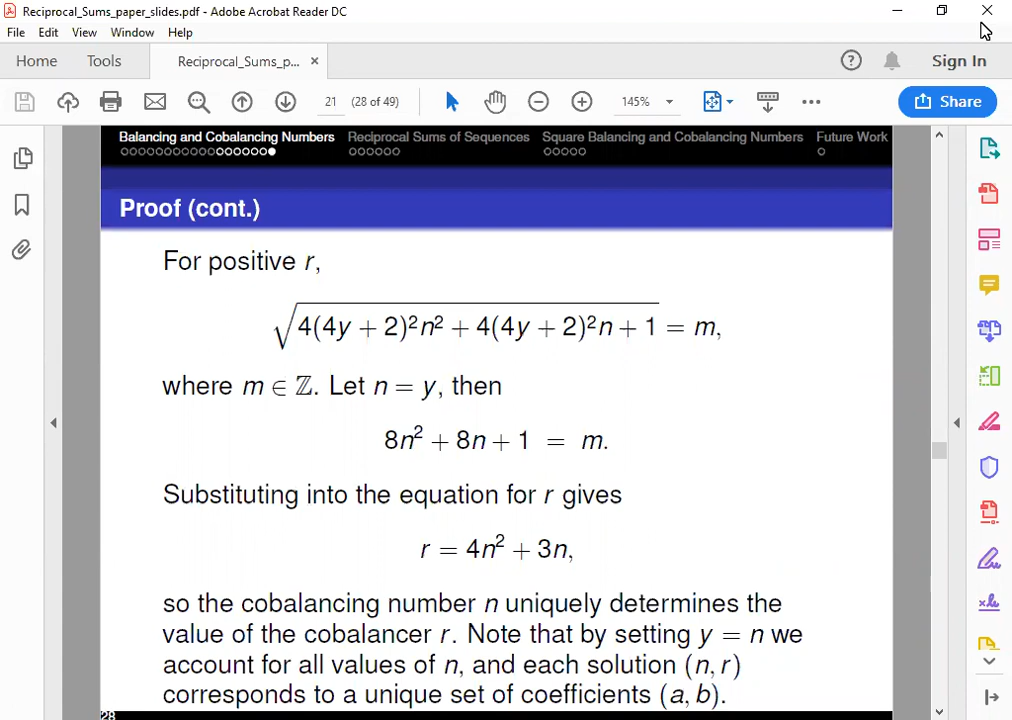 Reciprocal_Sums_paper_slides.pdf - Adobe Acrobat Reader DC
File Edit View Window Help
Home Tools Reciprocal_Sums_p... × Sign In
21 (28 of 49) 145% Share
Balancing and Cobalancing Numbers Reciprocal Sums of Sequences Square Balancing and Cobalancing Numbers Future Work
Proof (cont.)
For positive r,
√4(4y + 2)²n² + 4(4y + 2)²n + 1 = m,
where m ∈ ℤ. Let n = y, then
8n² + 8n + 1 = m.
Substituting into the equation for r gives
r = 4n² + 3n,
so the cobalancing number n uniquely determines the
value of the cobalancer r. Note that by setting y = n we
account for all values of n, and each solution (n, r)
corresponds to a unique set of coefficients (a, b).
28